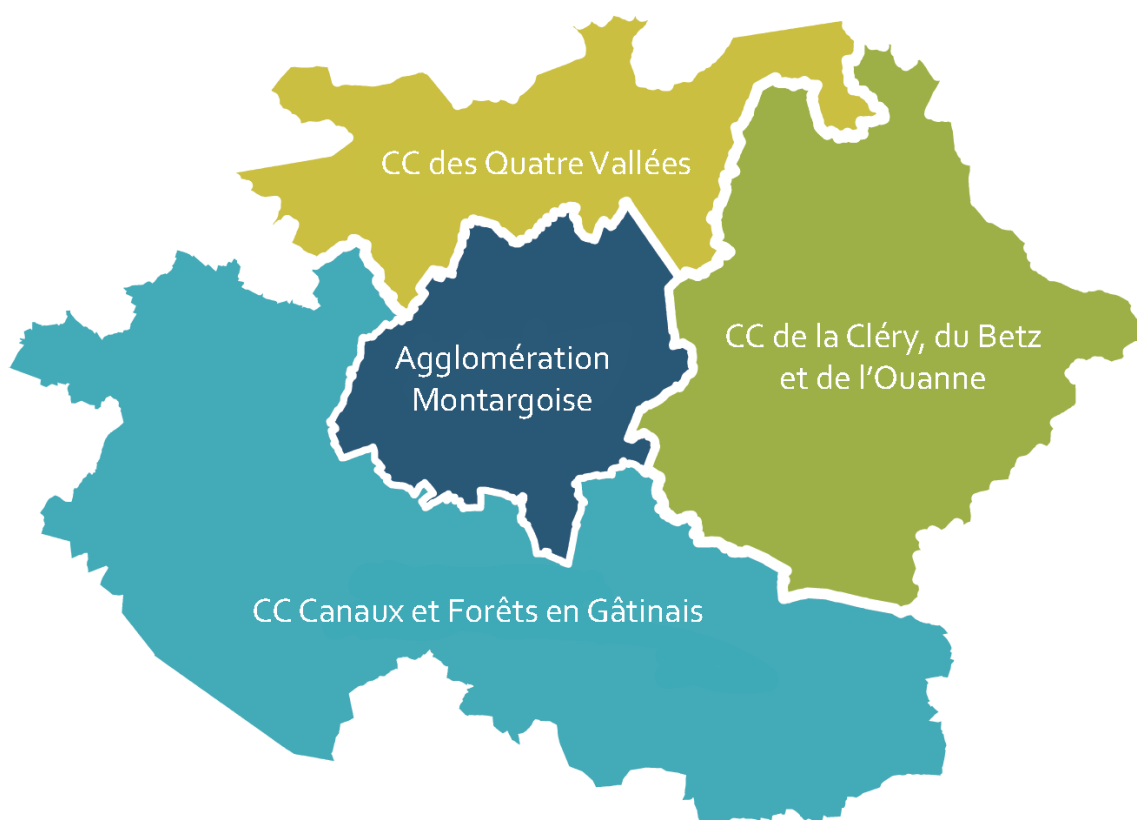 CC des Quatre Vallées
Agglomération
Montargoise
CC de la Cléry, du Betz
et de l'Ouanne
CC Canaux et Forêts en Gâtinais